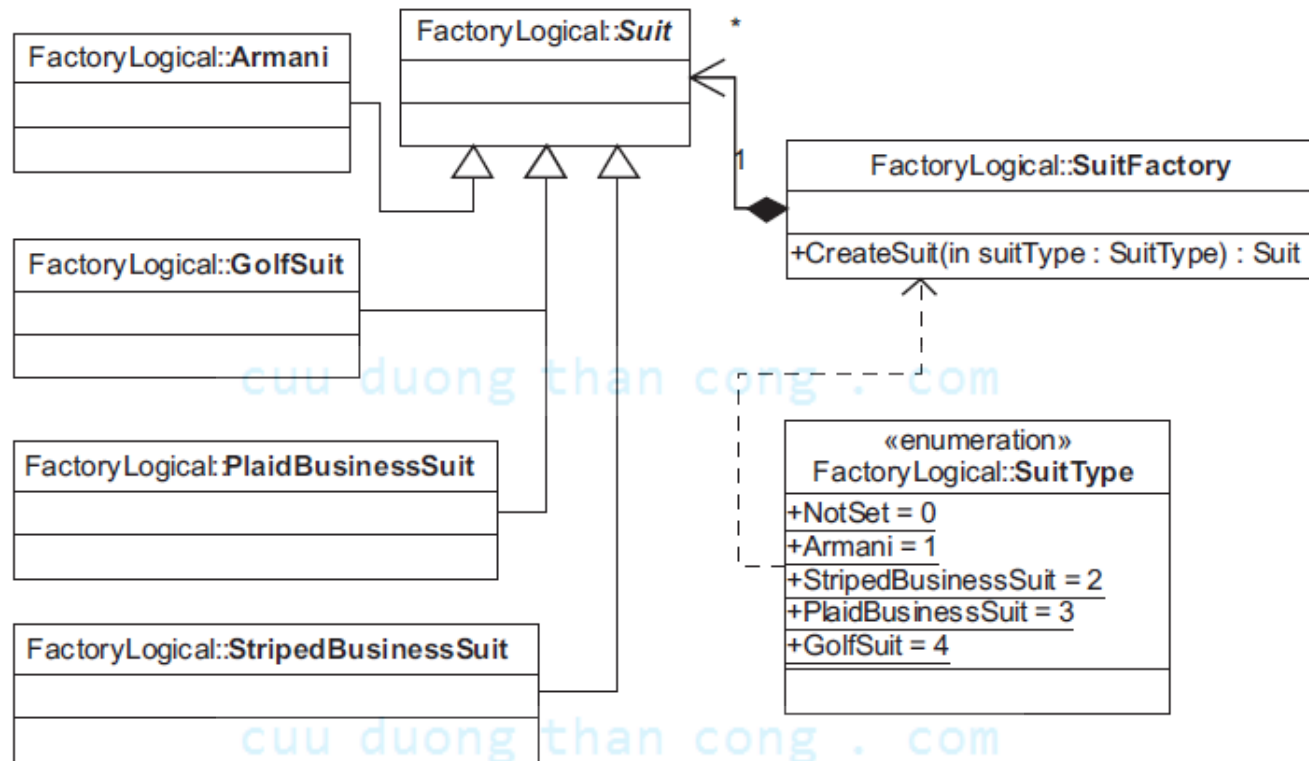 FactoryLogical::Armani
FactoryLogical::Suit
*
1
FactoryLogical::SuitFactory
+CreateSuit(in suitType : SuitType) : Suit
FactoryLogical::GolfSuit
cuu duong than cong . com
FactoryLogical::PlaidBusinessSuit
«enumeration»
FactoryLogical::SuitType
+NotSet = 0
+Armani = 1
+StripedBusinessSuit = 2
+PlaidBusinessSuit = 3
+GolfSuit = 4
FactoryLogical::StripedBusinessSuit
cuu duong than cong . com